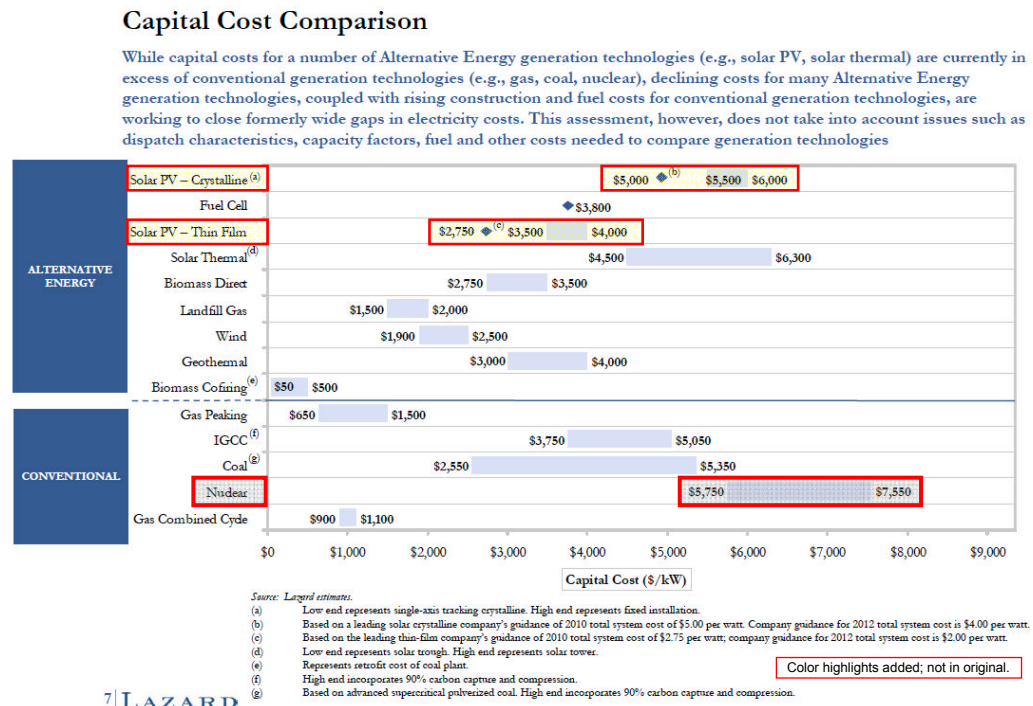 Capital Cost Comparison
While capital costs for a number of Alternative Energy generation technologies (e.g., solar PV, solar thermal) are currently in
excess of conventional generation technologies (e.g., gas, coal, nuclear), declining costs for many Alternative Energy
generation technologies, coupled with rising construction and fuel costs for conventional generation technologies, are
working to close formerly wide gaps in electricity costs. This assessment, however, does not take into account issues such as
dispatch characteristics, capacity factors, fuel and other costs needed to compare generation technologies
ALTERNATIVE
ENERGY
Solar PV – Crystalline (a) $5,000 (b) $5,500 $6,000
Fuel Cell $3,800
Solar PV – Thin Film $2,750 (c) $3,500 $4,000
Solar Thermal (d) $4,500 $6,300
Biomass Direct $2,750 $3,500
Landfill Gas $1,500 $2,000
Wind $1,900 $2,500
Geothermal $3,000 $4,000
Biomass Cofiring (e) $50 $500
CONVENTIONAL
Gas Peaking $650 $1,500
IGCC (f) $3,750 $5,050
Coal (g) $2,550 $5,350
Nuclear $5,750 $7,550
Gas Combined Cycle $900 $1,100
$0 $1,000 $2,000 $3,000 $4,000 $5,000 $6,000 $7,000 $8,000 $9,000
Capital Cost ($/kW)
Source: Lazard estimates.
(a) Low end represents single-axis tracking crystalline. High end represents fixed installation.
(b) Based on a leading solar crystalline company's guidance of 2010 total system cost of $5.00 per watt. Company guidance for 2012 total system cost is $4.00 per watt.
(c) Based on the leading thin-film company's guidance of 2010 total system cost of $2.75 per watt; company guidance for 2012 total system cost is $2.00 per watt.
(d) Low end represents solar trough. High end represents solar tower.
(e) Represents retrofit cost of coal plant.
(f) High end incorporates 90% carbon capture and compression.
(g) Based on advanced supercritical pulverized coal. High end incorporates 90% carbon capture and compression.
Color highlights added; not in original.
7 | LAZARD